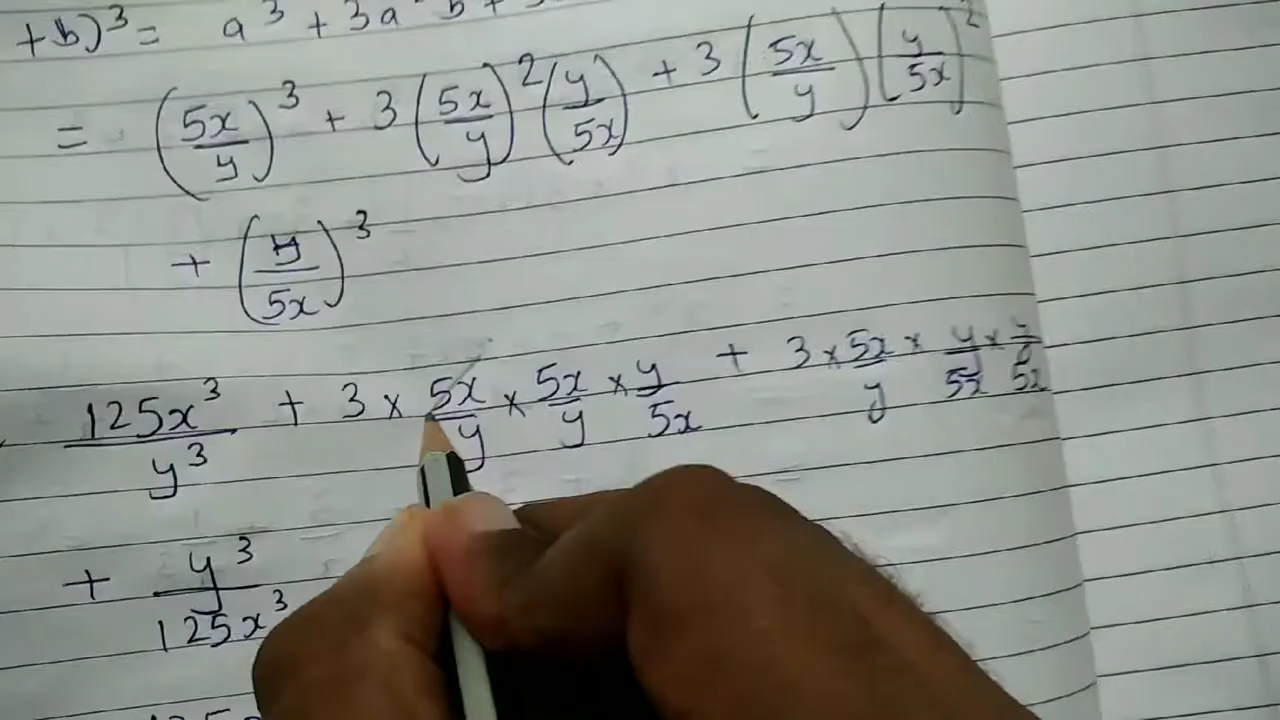 +b)³ = a³ + 3a² b +
= (5x/y)³ + 3 (5x/y)² (y/5x) + 3 (5x/y) (y/5x)²
+ (y/5x)³
125x³/y³ + 3 × 5x/y × 5x/y × y/5x + 3 × 5x/y × y/5x × y/5x
+ y³/125x³